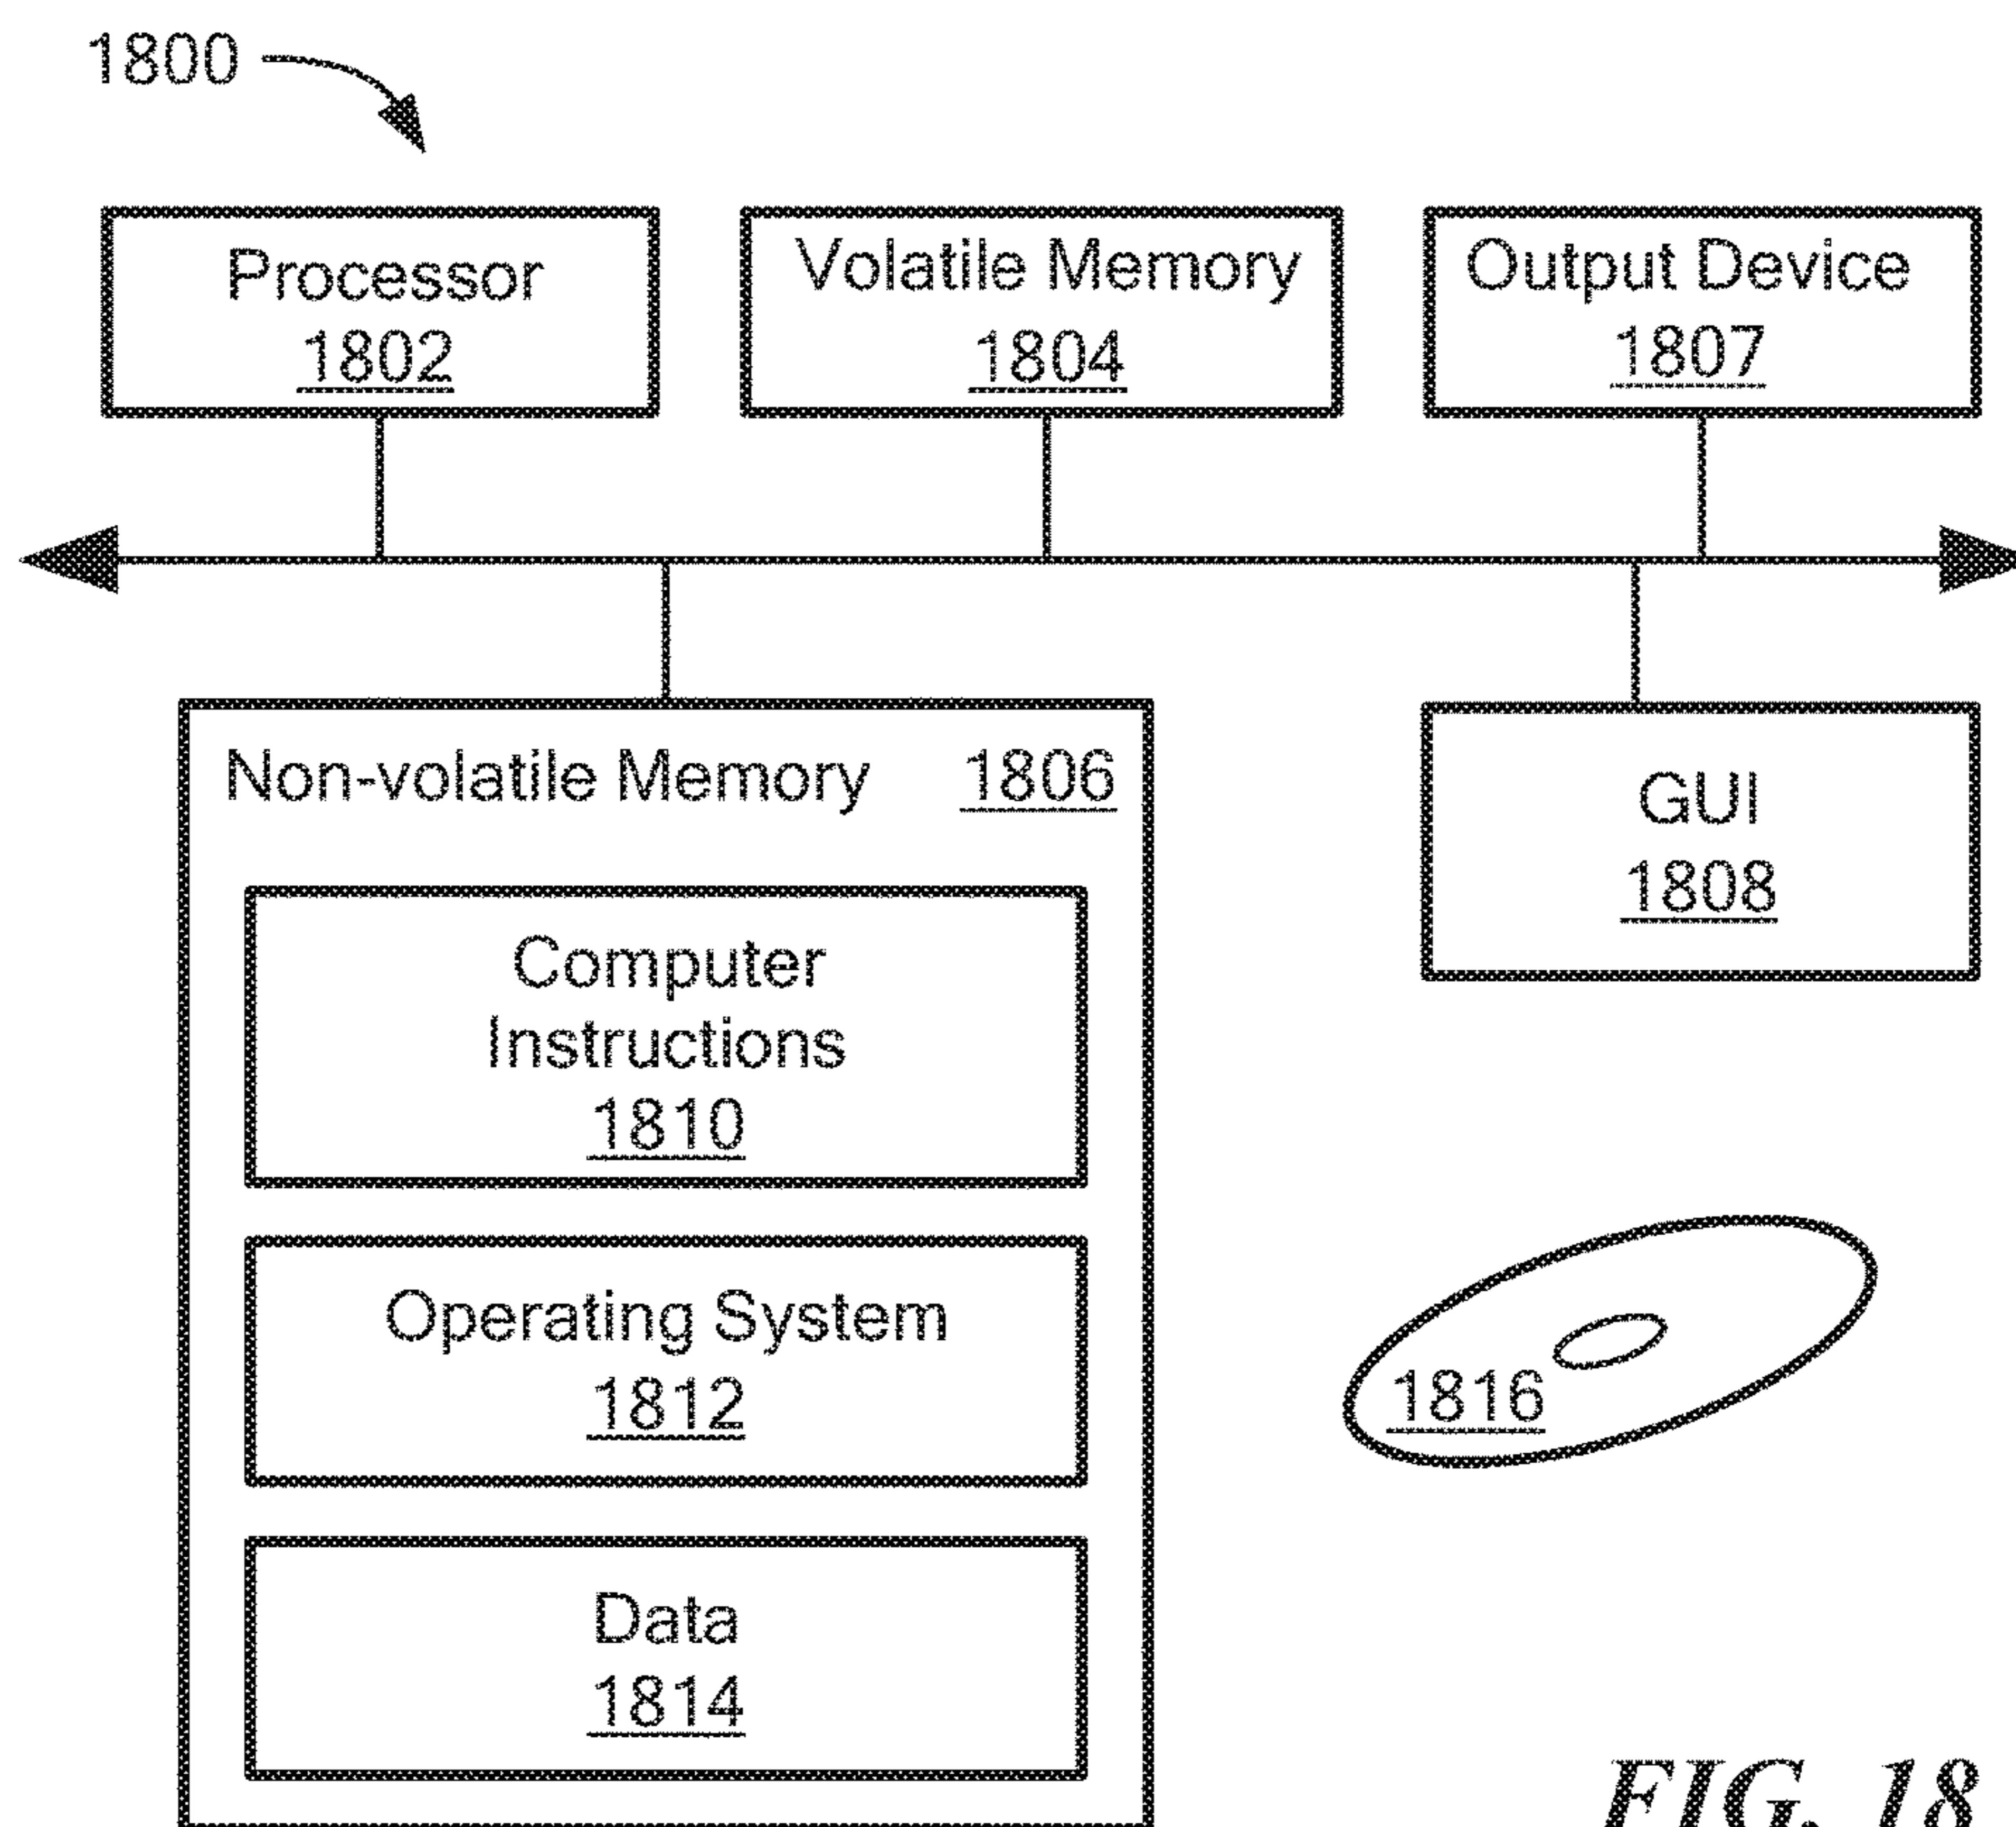 1800
Processor
1802
Volatile Memory
1804
Output Device
1807
Non-volatile Memory 1806
Computer
Instructions
1810
Operating System
1812
Data
1814
GUI
1808
1816
FIG. 18